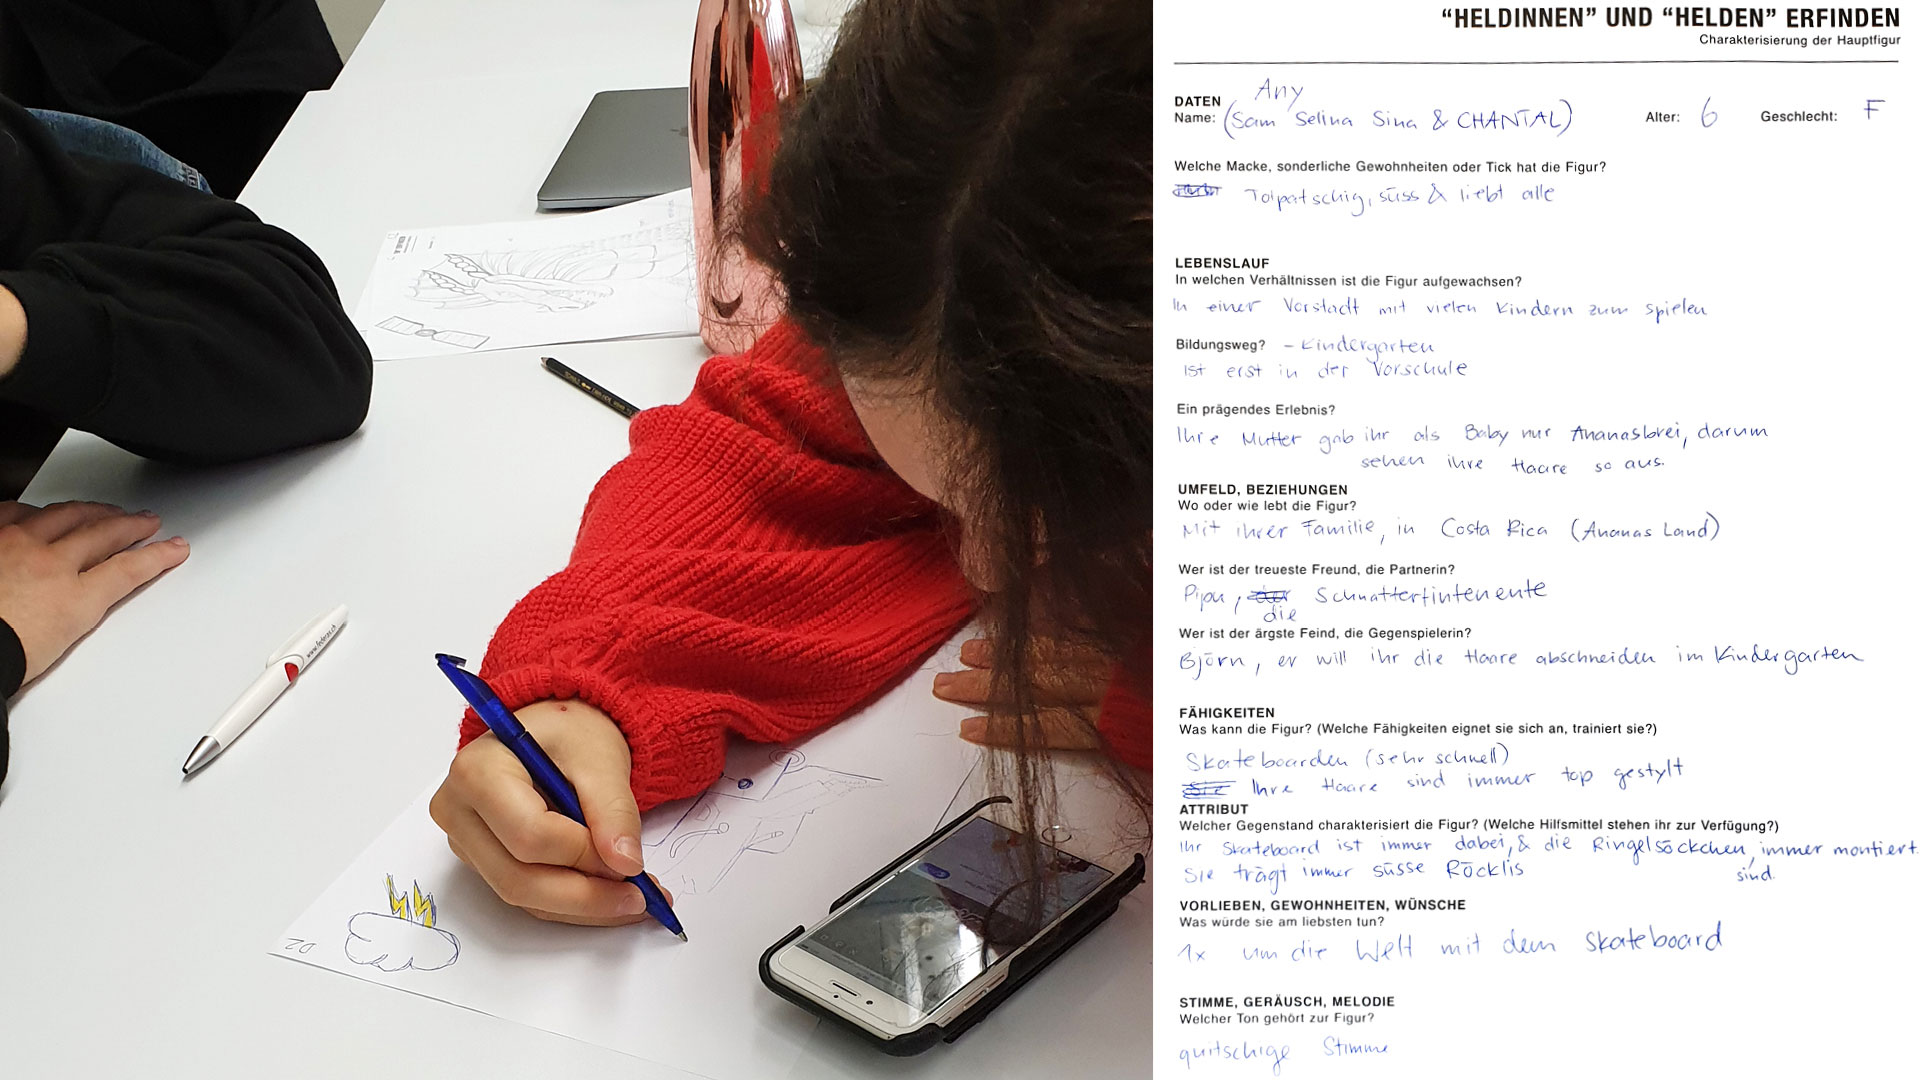 www.federer.ch
D2
"HELDINNEN" UND "HELDEN" ERFINDEN
Charakterisierung der Hauptfigur
Any
DATEN
Name: (Sam Selina Sina & CHANTAL) Alter: 6 Geschlecht: F
Welche Macke, sonderliche Gewohnheiten oder Tick hat die Figur?
Tolpatschig, süss & liebt alle
LEBENSLAUF
In welchen Verhältnissen ist die Figur aufgewachsen?
In einer Vorstadt mit vielen Kindern zum spielen
Bildungsweg? - Kindergarten
ist erst in der Vorschule
Ein prägendes Erlebnis?
Ihre Mutter gab ihr als Baby nur Ananasbrei, darum
sehen ihre Haare so aus.
UMFELD, BEZIEHUNGEN
Wo oder wie lebt die Figur?
Mit ihrer Familie, in Costa Rica (Ananas Land)
Wer ist der treueste Freund, die Partnerin?
Pipu, die Schnatterfintenente
Wer ist der ärgste Feind, die Gegenspielerin?
Björn, er will ihr die Haare abschneiden im Kindergarten
FÄHIGKEITEN
Was kann die Figur? (Welche Fähigkeiten eignet sie sich an, trainiert sie?)
Skateboarden (sehr schnell)
Ihre Haare sind immer top gestylt
ATTRIBUT
Welcher Gegenstand charakterisiert die Figur? (Welche Hilfsmittel stehen ihr zur Verfügung?)
Ihr Skateboard ist immer dabei, & die Ringelsöckchen, immer montiert
Sie trägt immer süsse Röcklis sind.
VORLIEBEN, GEWOHNHEITEN, WÜNSCHE
Was würde sie am liebsten tun?
1x um die Welt mit dem Skateboard
STIMME, GERÄUSCH, MELODIE
Welcher Ton gehört zur Figur?
quitschige Stimme